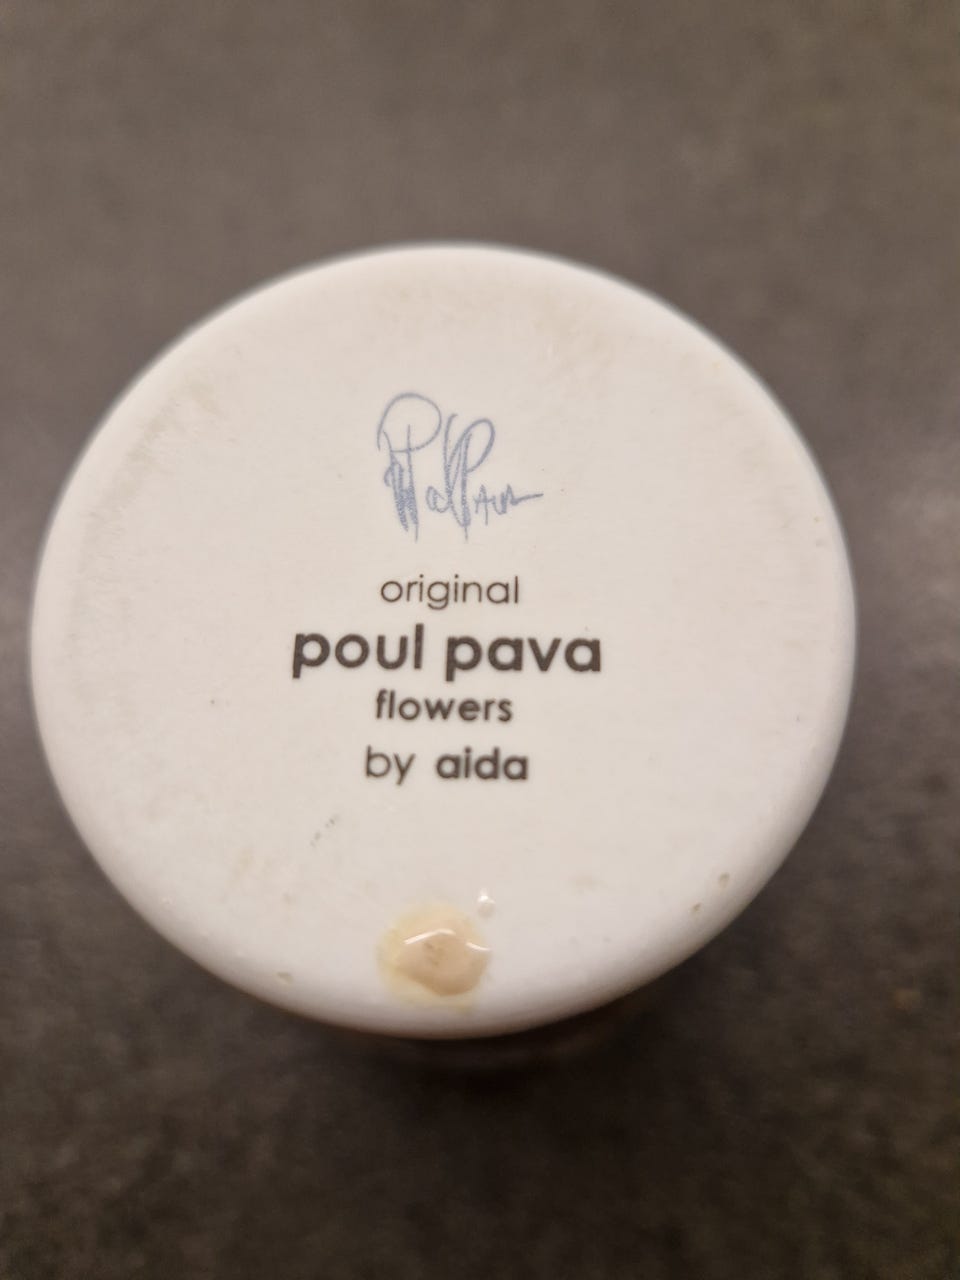 original
poul pava
flowers
by aida